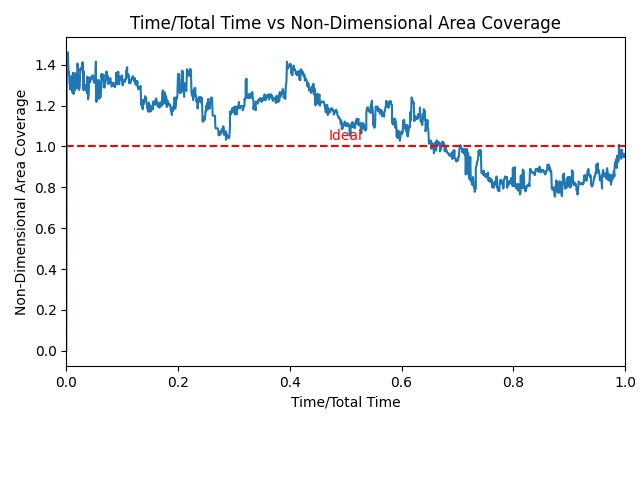 Time/Total Time vs Non-Dimensional Area Coverage
Non-Dimensional Area Coverage
1.4
1.2
1.0
0.8
0.6
0.4
0.2
0.0
Ideal
0.0 0.2 0.4 0.6 0.8 1.0
Time/Total Time